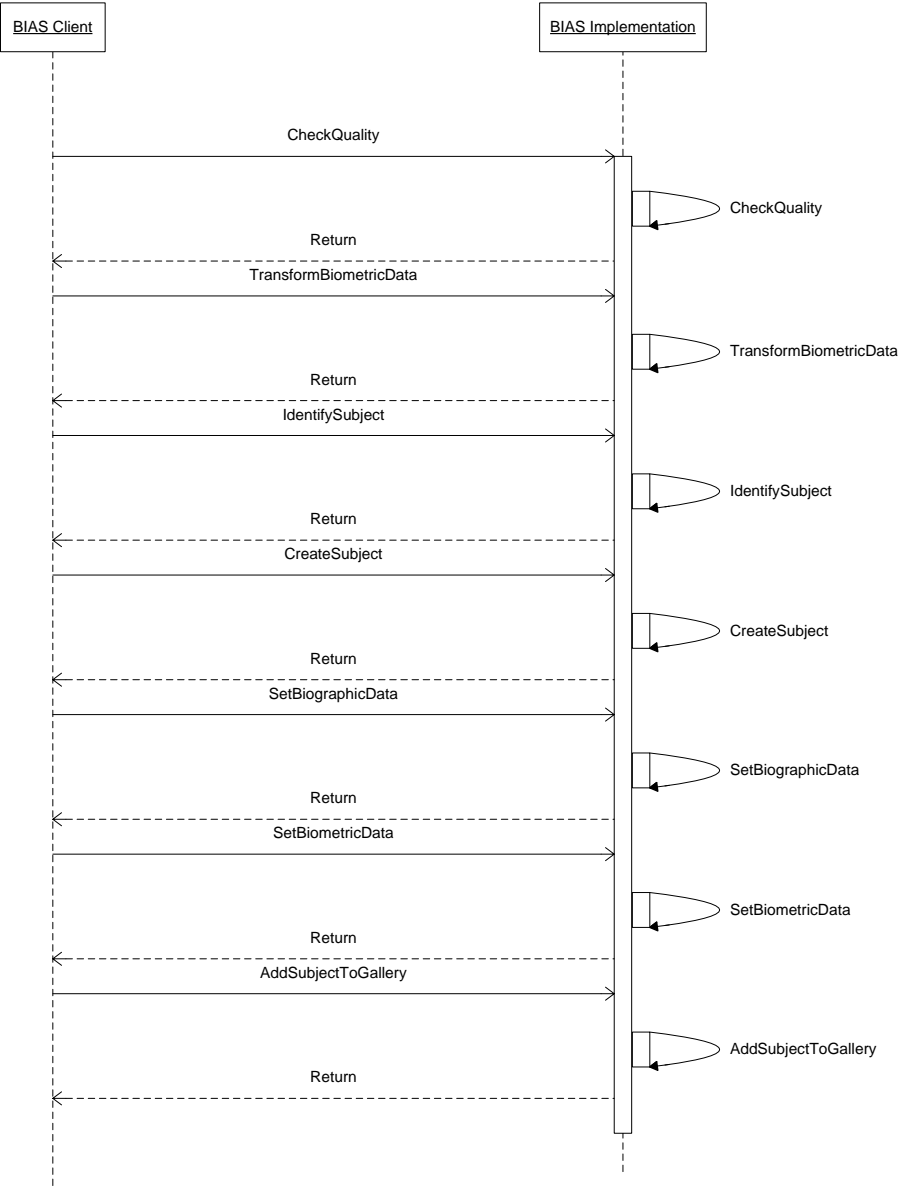 BIAS Client
BIAS Implementation
CheckQuality
CheckQuality
Return
TransformBiometricData
TransformBiometricData
Return
IdentifySubject
IdentifySubject
Return
CreateSubject
CreateSubject
Return
SetBiographicData
SetBiographicData
Return
SetBiometricData
SetBiometricData
Return
AddSubjectToGallery
AddSubjectToGallery
Return